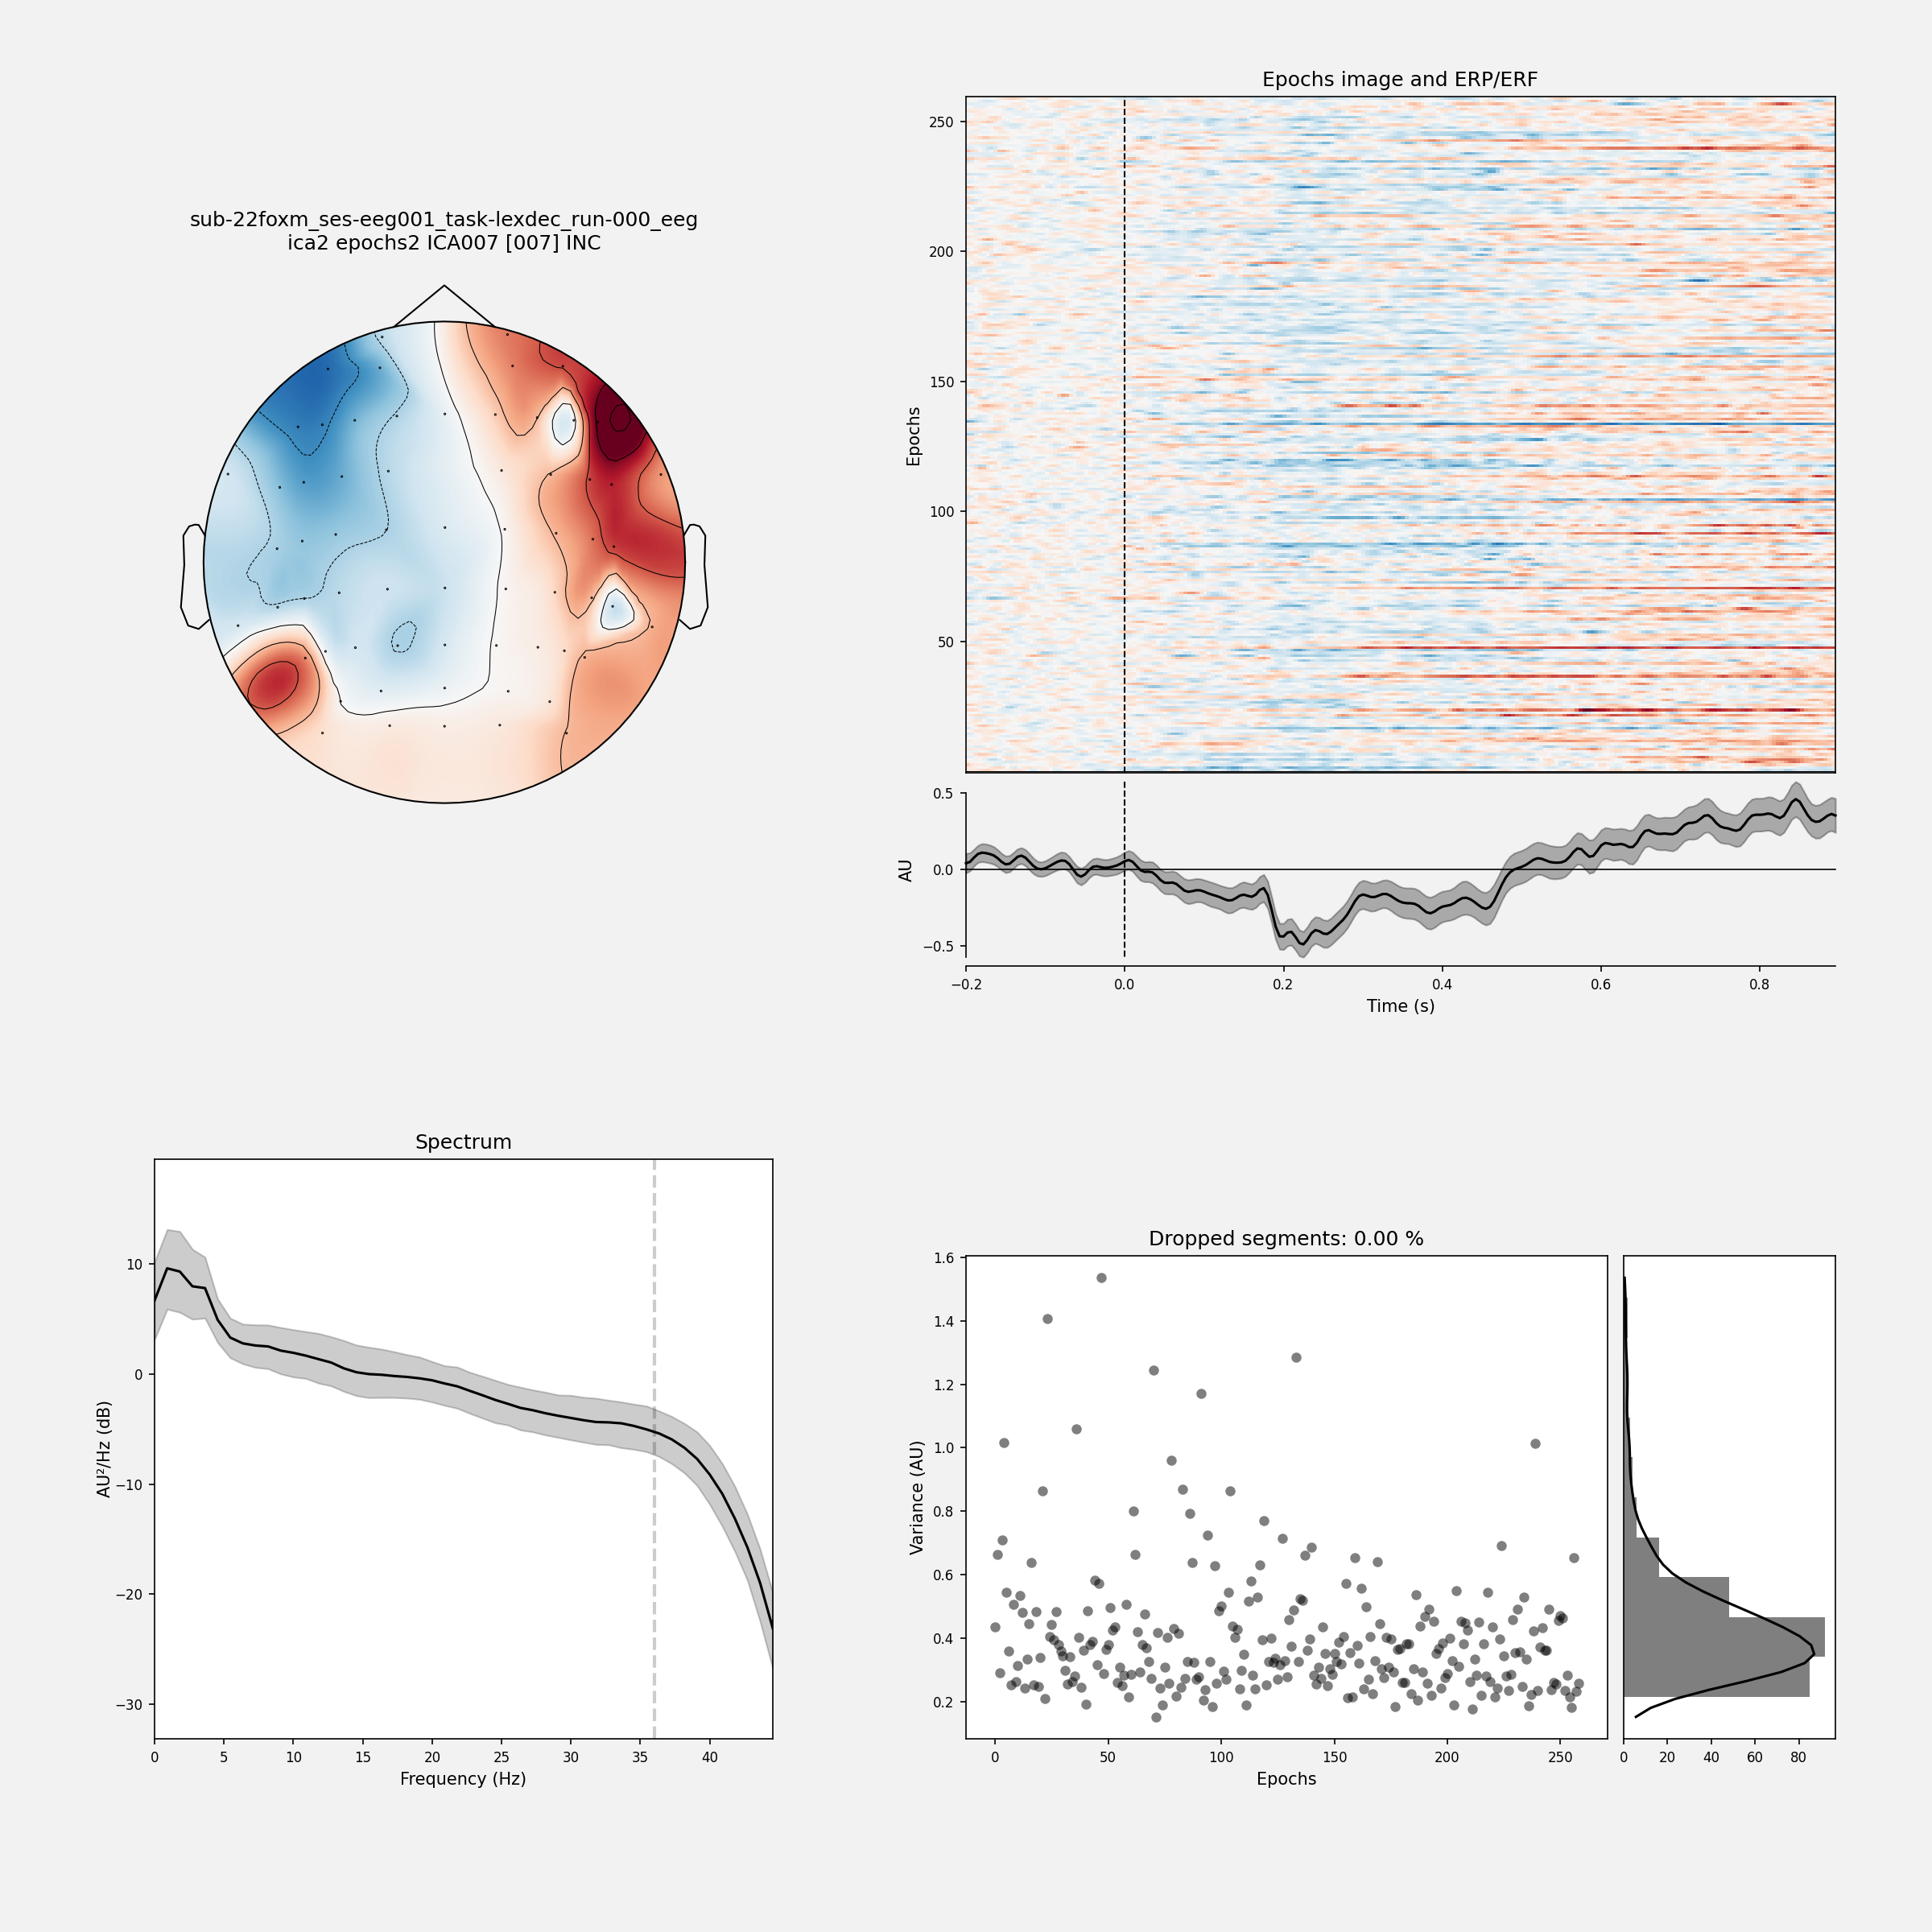 sub-22foxm_ses-eeg001_task-lexdec_run-000_eeg
ica2 epochs2 ICA007 [007] INC
Epochs image and ERP/ERF
250
200
150
100
50
Epochs
0.5
0.0
−0.5
AU
−0.2 0.0 0.2 0.4 0.6 0.8
Time (s)
Spectrum
10
0
−10
−20
−30
AU²/Hz (dB)
0 5 10 15 20 25 30 35 40
Frequency (Hz)
Dropped segments: 0.00 %
1.6
1.4
1.2
1.0
0.8
0.6
0.4
0.2
Variance (AU)
0 50 100 150 200 250
Epochs
0 20 40 60 80